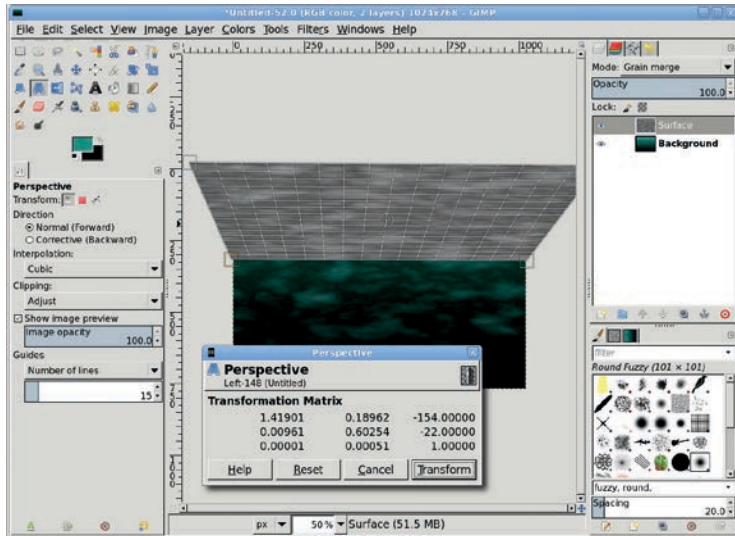 *Untitled-52.0 (RGB color, 2 layers) 1024x768 – GIMP
File Edit Select View Image Layer Colors Tools Filters Windows Help
0 250 500 750 1000
Mode: Grain merge
Opacity
100.0
Lock:
Surface
Background
Perspective
Transform:
Direction
Normal (Forward)
Corrective (Backward)
Interpolation:
Cubic
Clipping:
Adjust
Show image preview
Image opacity
100.0
Guides
Number of lines
15
Perspective
Perspective
Left-148 (Untitled)
Transformation Matrix
1.41901 0.18962 -154.00000
0.00961 0.60254 -22.00000
0.00001 0.00051 1.00000
Help Reset Cancel Transform
filter
Round Fuzzy (101 × 101)
fuzzy, round,
Spacing
20.0
px 50% Surface (51.5 MB)